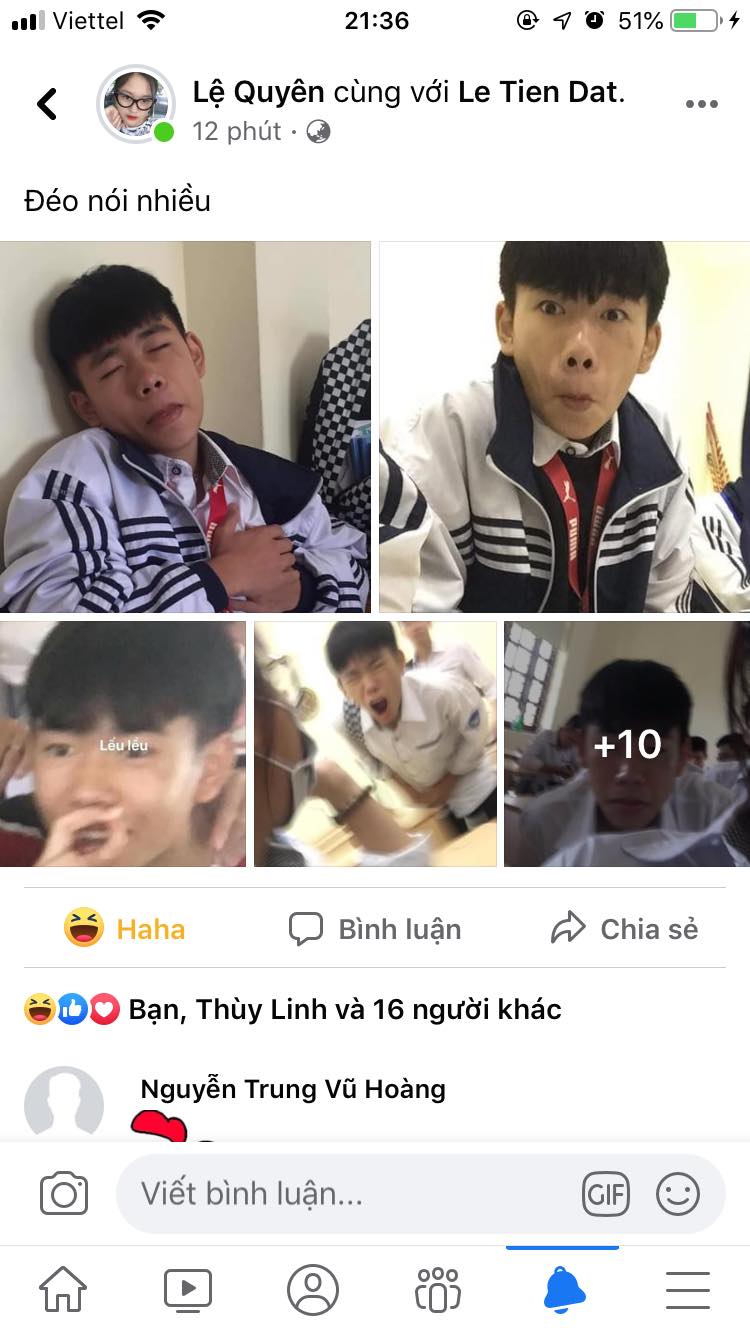 Viettel 21:36 51%
Lệ Quyên cùng với Le Tien Dat.
12 phút ·
Đéo nói nhiều
PUMA
Lếu lêu
+10
Haha Bình luận Chia sẻ
Bạn, Thùy Linh và 16 người khác
Nguyễn Trung Vũ Hoàng
Viết bình luận... GIF